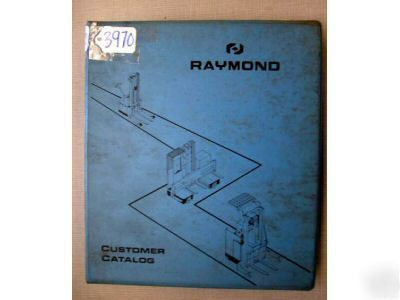 3970
RAYMOND
CUSTOMER
CATALOG